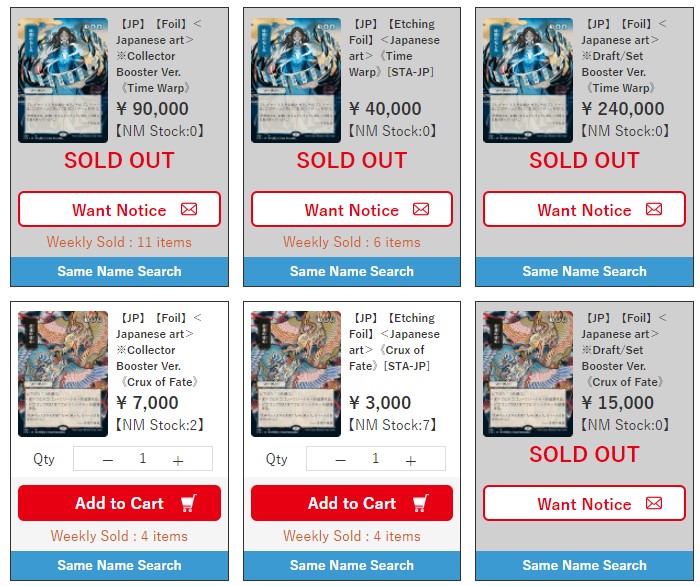 【JP】【Foil】＜
Japanese art＞
※Collector
Booster Ver.
《Time Warp》
¥ 90,000
【NM Stock:0】
SOLD OUT
Want Notice
Weekly Sold : 11 items
Same Name Search
【JP】【Etching
Foil】＜Japanese
art＞《Time
Warp》[STA-JP]
¥ 40,000
【NM Stock:0】
SOLD OUT
Want Notice
Weekly Sold : 6 items
Same Name Search
【JP】【Foil】＜
Japanese art＞
※Draft/Set
Booster Ver.
《Time Warp》
¥ 240,000
【NM Stock:0】
SOLD OUT
Want Notice
Same Name Search
【JP】【Foil】＜
Japanese art＞
※Collector
Booster Ver.
《Crux of Fate》
¥ 7,000
【NM Stock:2】
Qty － 1 ＋
Add to Cart
Weekly Sold : 4 items
Same Name Search
【JP】【Etching
Foil】＜Japanese
art＞《Crux of
Fate》[STA-JP]
¥ 3,000
【NM Stock:7】
Qty － 1 ＋
Add to Cart
Weekly Sold : 4 items
Same Name Search
【JP】【Foil】＜
Japanese art＞
※Draft/Set
Booster Ver.
《Crux of Fate》
¥ 15,000
【NM Stock:0】
SOLD OUT
Want Notice
Same Name Search